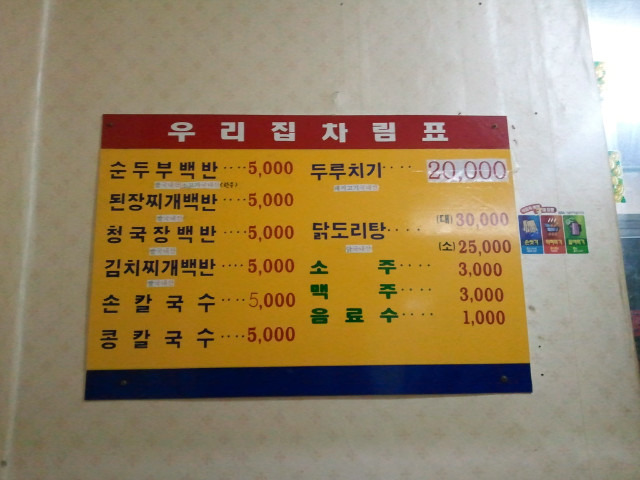 우리집차림표
순두부백반 ···· 5,000
된장찌개백반 ···· 5,000
청국장백반 ···· 5,000
김치찌개백반 ···· 5,000
손칼국수 ···· 5,000
콩칼국수 ···· 5,000
두루치기 ···· 20,000
닭도리탕 ···· (대) 30,000
(소) 25,000
소주 ···· 3,000
맥주 ···· 3,000
음료수 ···· 1,000